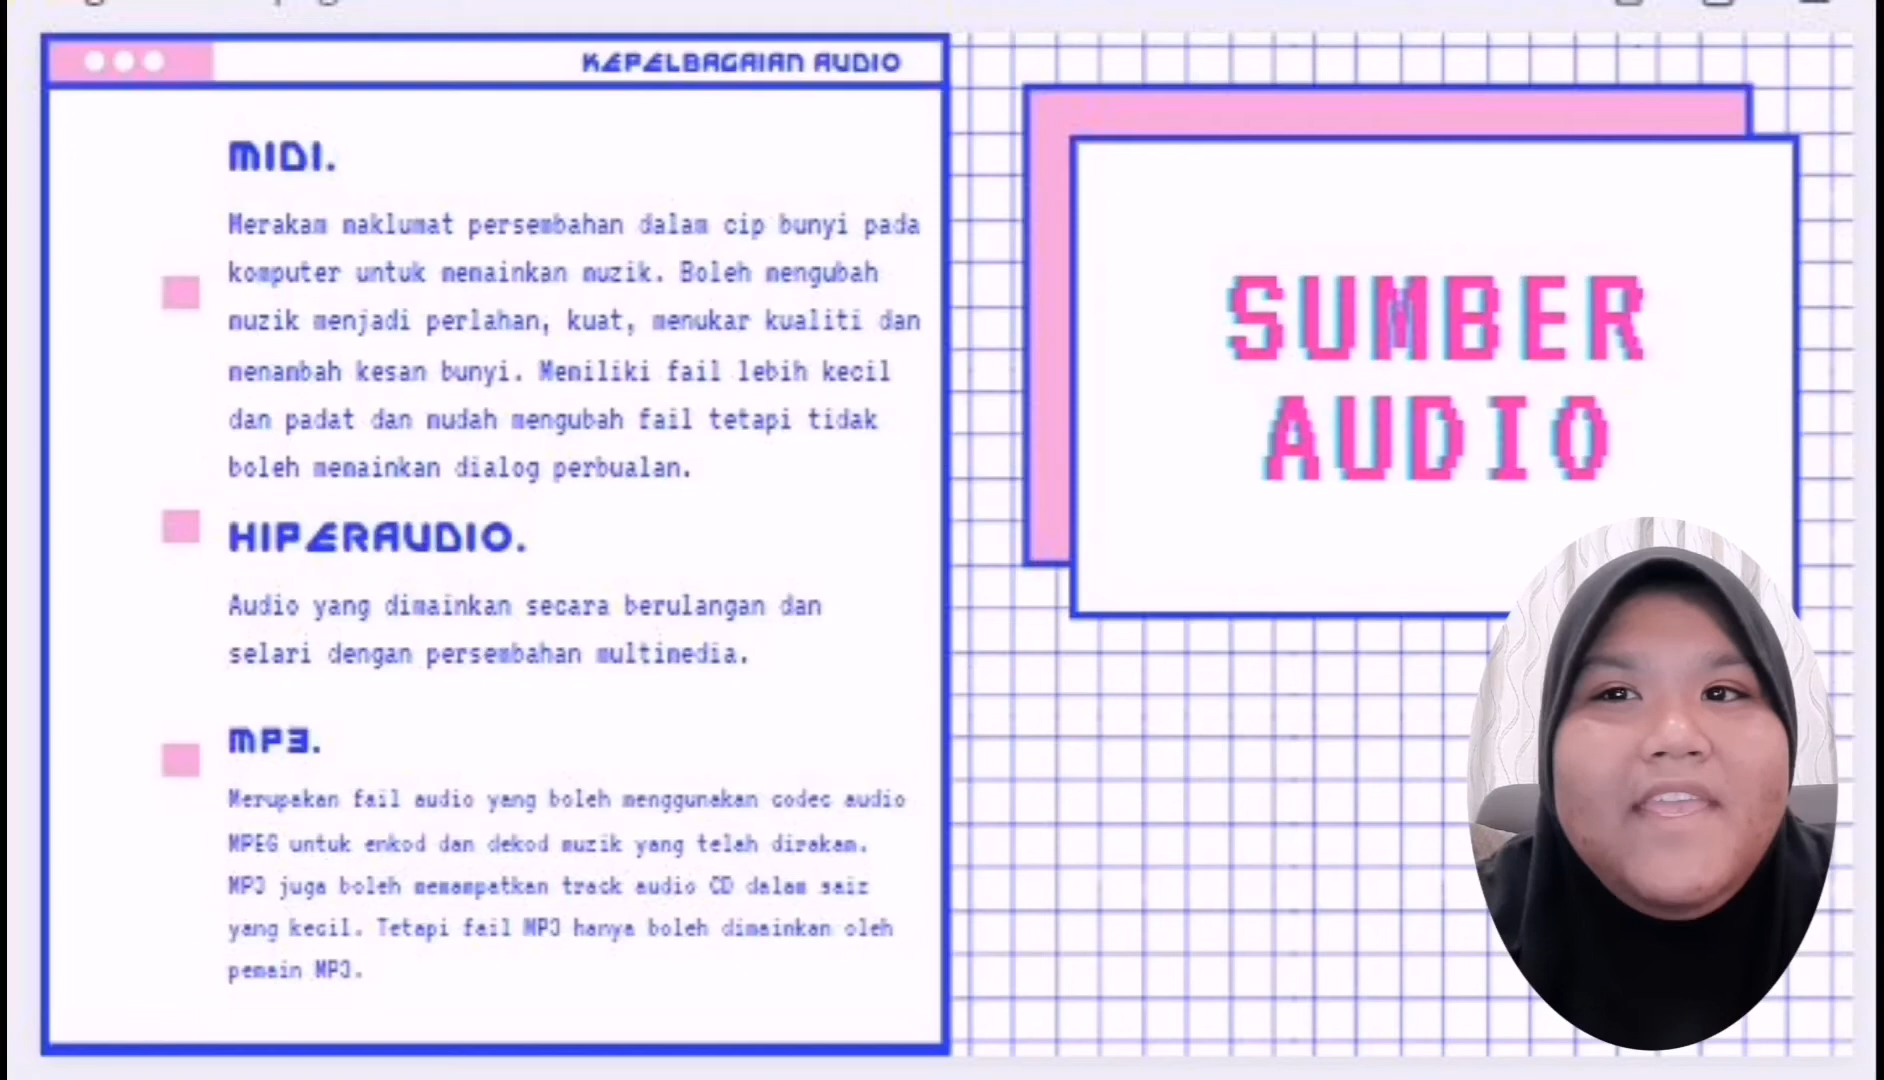 KEPELBAGAIAN AUDIO
MIDI.
Merakam maklumat persembahan dalam cip bunyi pada
komputer untuk memainkan muzik. Boleh mengubah
muzik menjadi perlahan, kuat, menukar kualiti dan
menambah kesan bunyi. Memiliki fail lebih kecil
dan padat dan mudah mengubah fail tetapi tidak
boleh memainkan dialog perbualan.
HIPERAUDIO.
Audio yang dimainkan secara berulangan dan
selari dengan persembahan multimedia.
MP3.
Merupakan fail audio yang boleh menggunakan codec audio
MPEG untuk enkod dan dekod muzik yang telah dirakam.
MP3 juga boleh memampatkan track audio CD dalam saiz
yang kecil. Tetapi fail MP3 hanya boleh dimainkan oleh
pemain MP3.
SUMBER
AUDIO